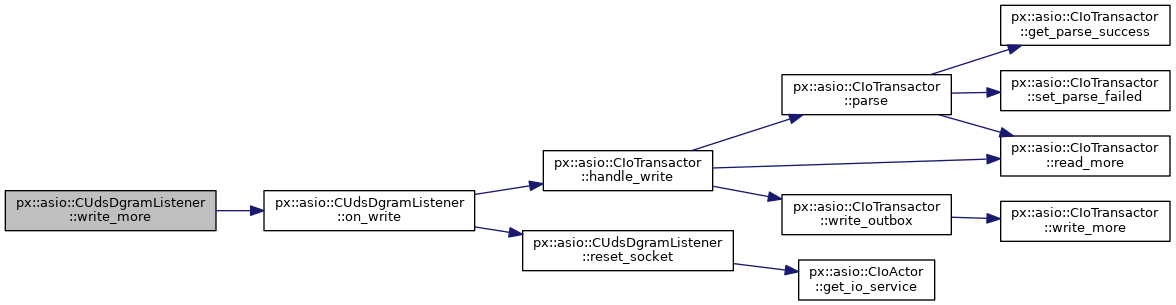 px::asio::CUdsDgramListener
::write_more
px::asio::CUdsDgramListener
::on_write
px::asio::CIoTransactor
::handle_write
px::asio::CUdsDgramListener
::reset_socket
px::asio::CIoTransactor
::parse
px::asio::CIoTransactor
::write_outbox
px::asio::CIoActor
::get_io_service
px::asio::CIoTransactor
::get_parse_success
px::asio::CIoTransactor
::set_parse_failed
px::asio::CIoTransactor
::read_more
px::asio::CIoTransactor
::write_more